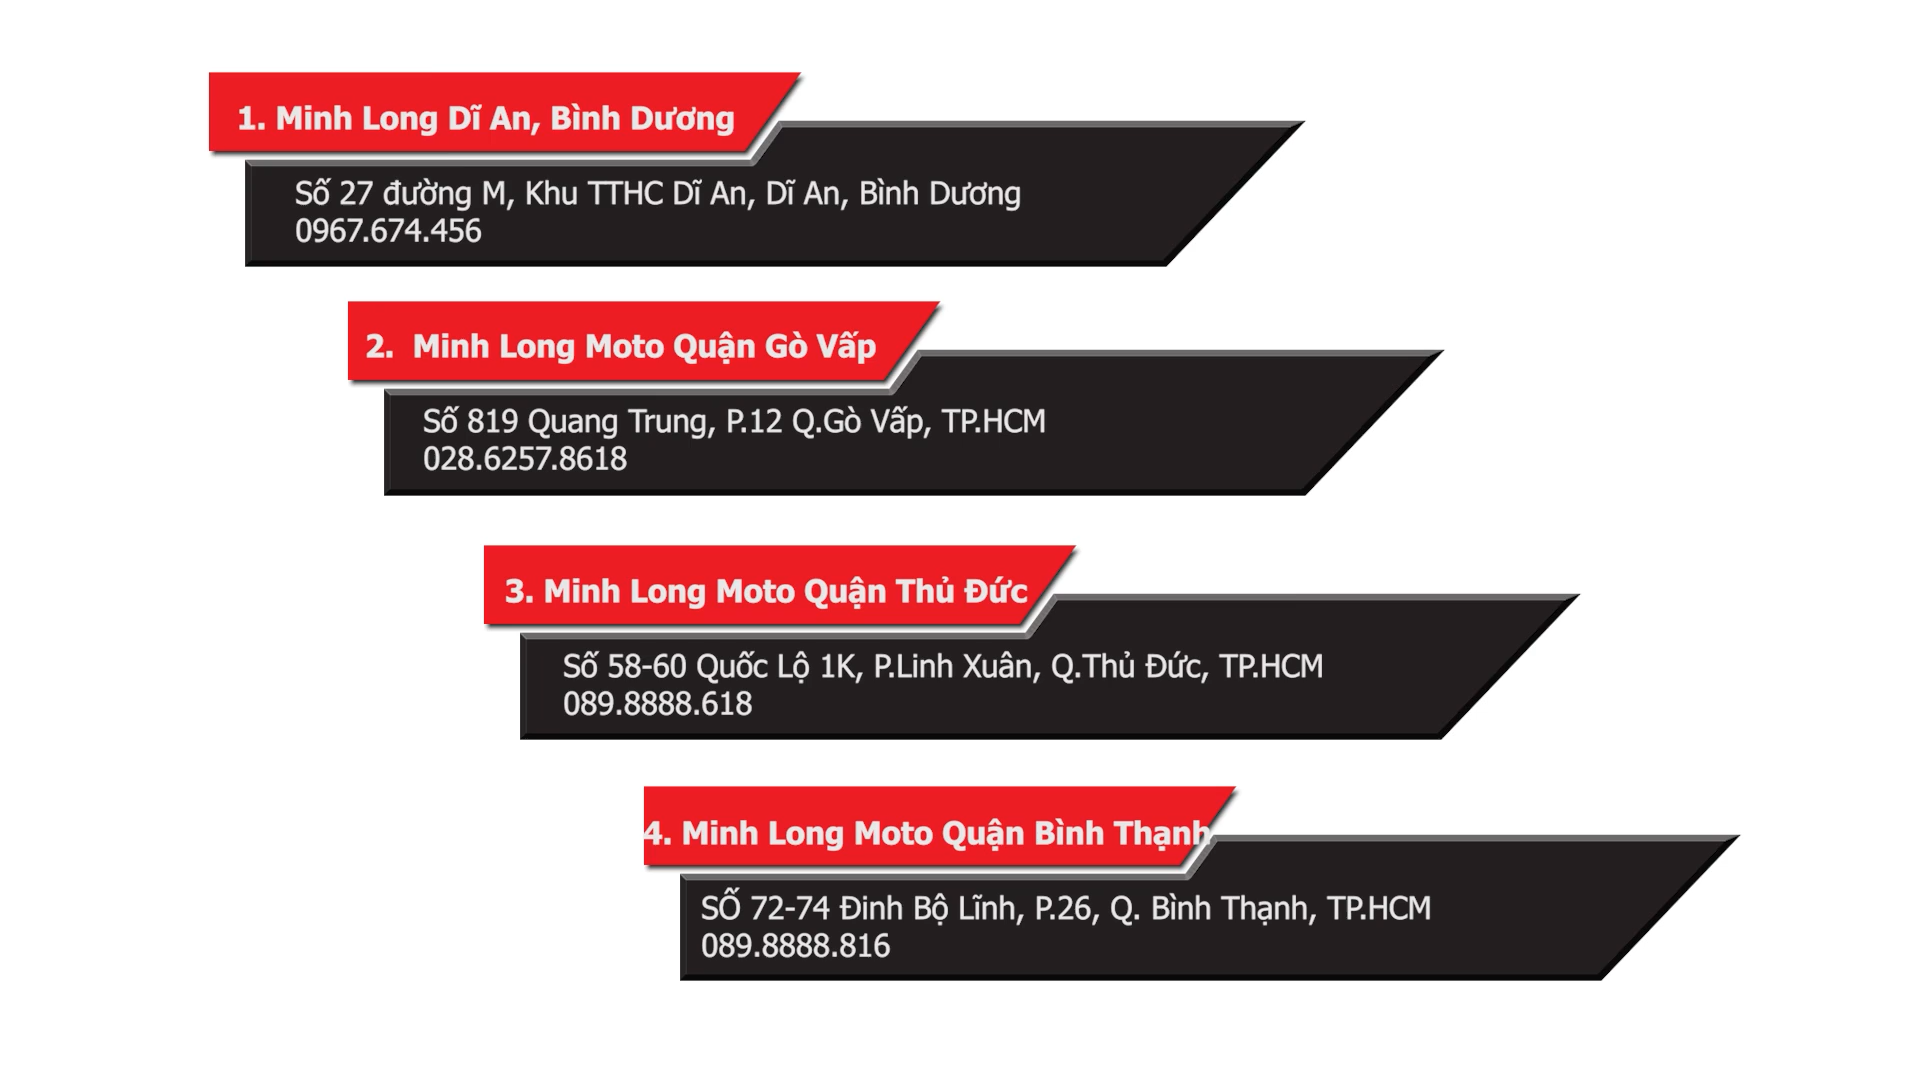 1. Minh Long Dĩ An, Bình Dương
Số 27 đường M, Khu TTHC Dĩ An, Dĩ An, Bình Dương
0967.674.456
2. Minh Long Moto Quận Gò Vấp
Số 819 Quang Trung, P.12 Q.Gò Vấp, TP.HCM
028.6257.8618
3. Minh Long Moto Quận Thủ Đức
Số 58-60 Quốc Lộ 1K, P.Linh Xuân, Q.Thủ Đức, TP.HCM
089.8888.618
4. Minh Long Moto Quận Bình Thạnh
SỐ 72-74 Đinh Bộ Lĩnh, P.26, Q. Bình Thạnh, TP.HCM
089.8888.816